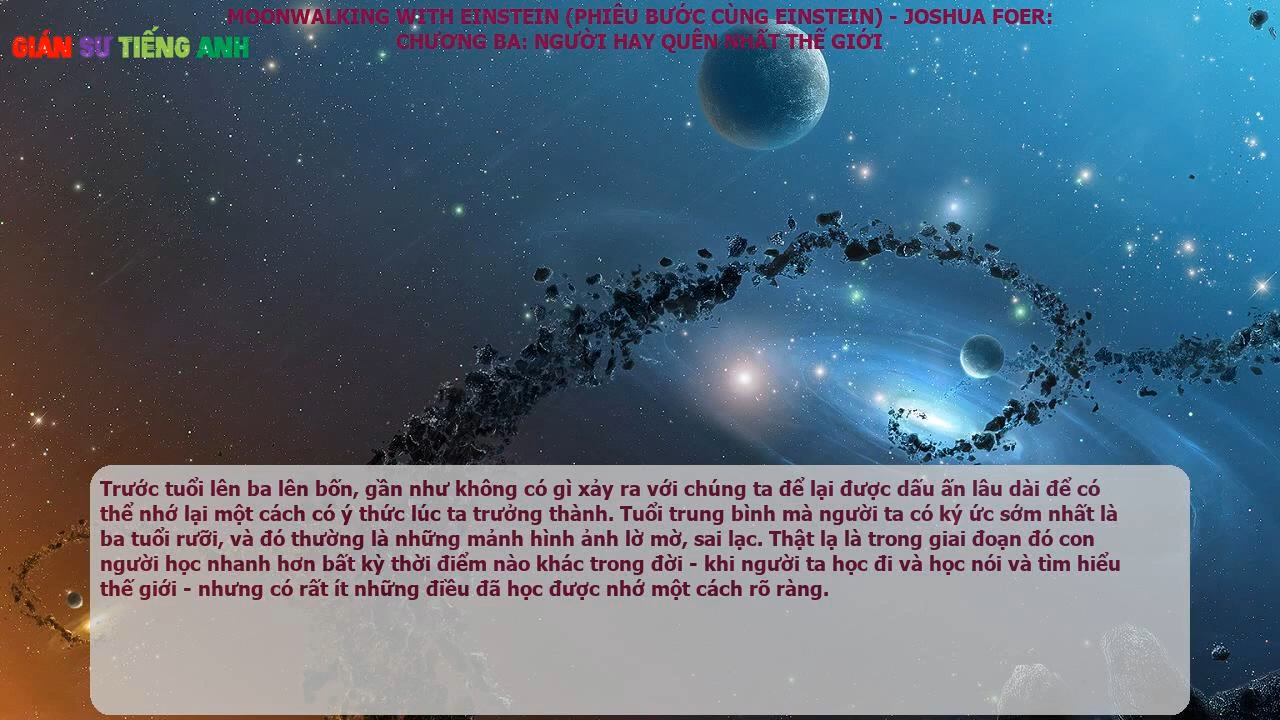 MOONWALKING WITH EINSTEIN (PHIÊU BƯỚC CÙNG EINSTEIN) - JOSHUA FOER:
CHƯƠNG BA: NGƯỜI HAY QUÊN NHẤT THẾ GIỚI
GIÁN SƯ TIẾNG ANH
Trước tuổi lên ba lên bốn, gần như không có gì xảy ra với chúng ta để lại được dấu ấn lâu dài để có
thể nhớ lại một cách có ý thức lúc ta trưởng thành. Tuổi trung bình mà người ta có ký ức sớm nhất là
ba tuổi rưỡi, và đó thường là những mảnh hình ảnh lờ mờ, sai lạc. Thật lạ là trong giai đoạn đó con
người học nhanh hơn bất kỳ thời điểm nào khác trong đời - khi người ta học đi và học nói và tìm hiểu
thế giới - nhưng có rất ít những điều đã học được nhớ một cách rõ ràng.